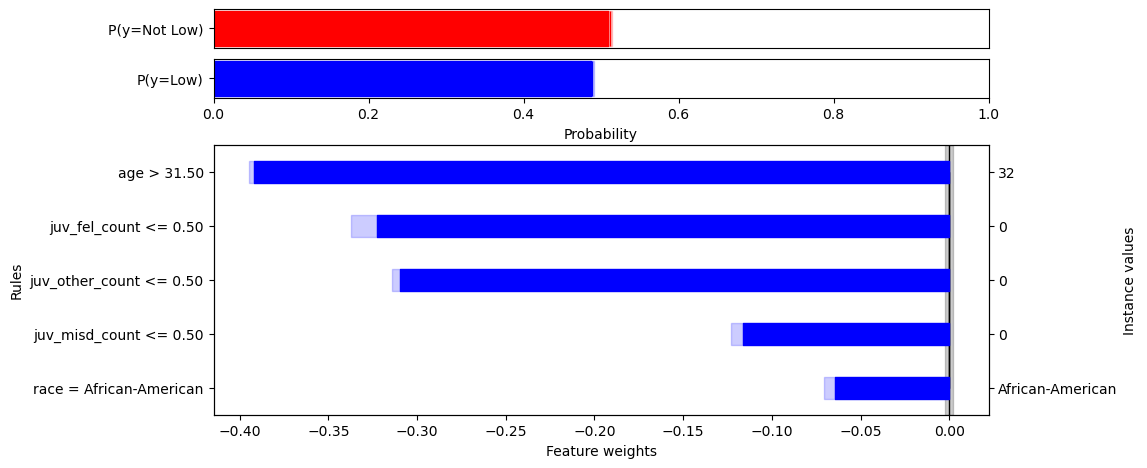 P(y=Not Low)
P(y=Low)
0.0 0.2 0.4 0.6 0.8 1.0
Probability
age > 31.50 32
juv_fel_count <= 0.50 0
juv_other_count <= 0.50 0
juv_misd_count <= 0.50 0
race = African-American African-American
Rules
Instance values
−0.40 −0.35 −0.30 −0.25 −0.20 −0.15 −0.10 −0.05 0.00
Feature weights